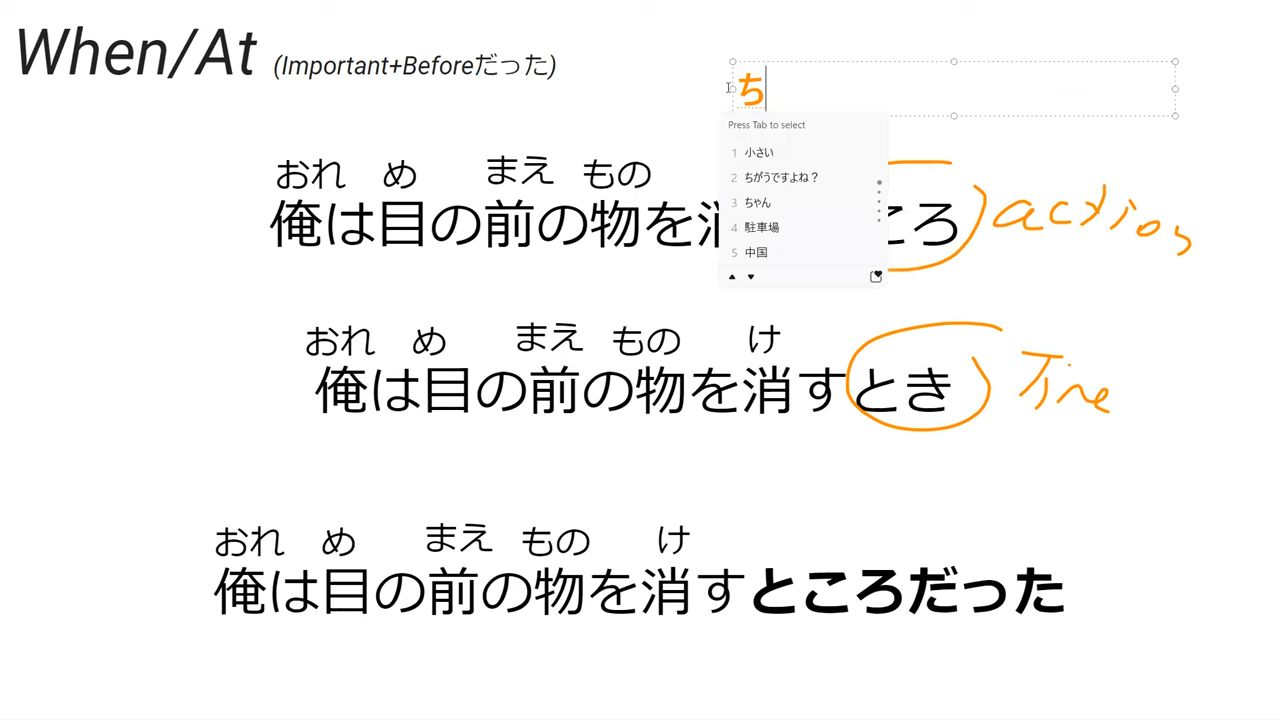 When/At (Important+Beforeだった)
ち
Press Tab to select
1 小さい
2 ちがうですよね？
3 ちゃん
4 駐車場
5 中国
おれ め まえ もの
俺は目の前の物を消 ころ
action
おれ め まえ もの け
俺は目の前の物を消すとき
Time
おれ め まえ もの け
俺は目の前の物を消すところだった